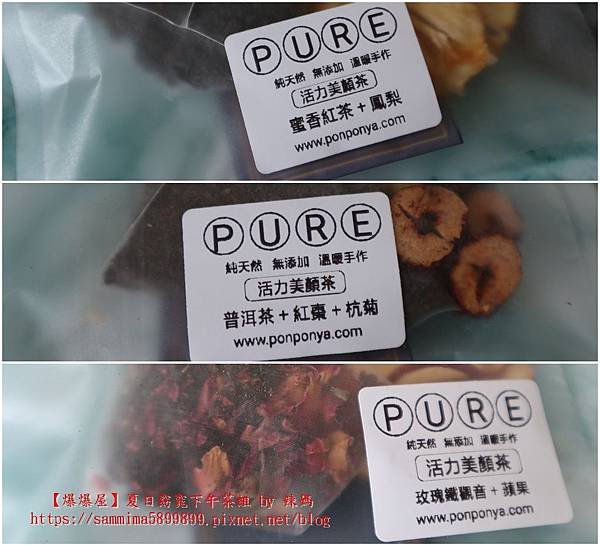 PURE
純天然 無添加 溫暖手作
活力美顏茶
蜜香紅茶+鳳梨
www.ponponya.com
PURE
純天然 無添加 溫暖手作
活力美顏茶
普洱茶+紅棗+杭菊
www.ponponya.com
PURE
純天然 無添加 溫暖手作
活力美顏茶
玫瑰鐵觀音+蘋果
www.ponponya.com
【爆爆屋】夏日悠閒下午茶組 by 辣媽
https://sammima5899899.pixnet.net/blog